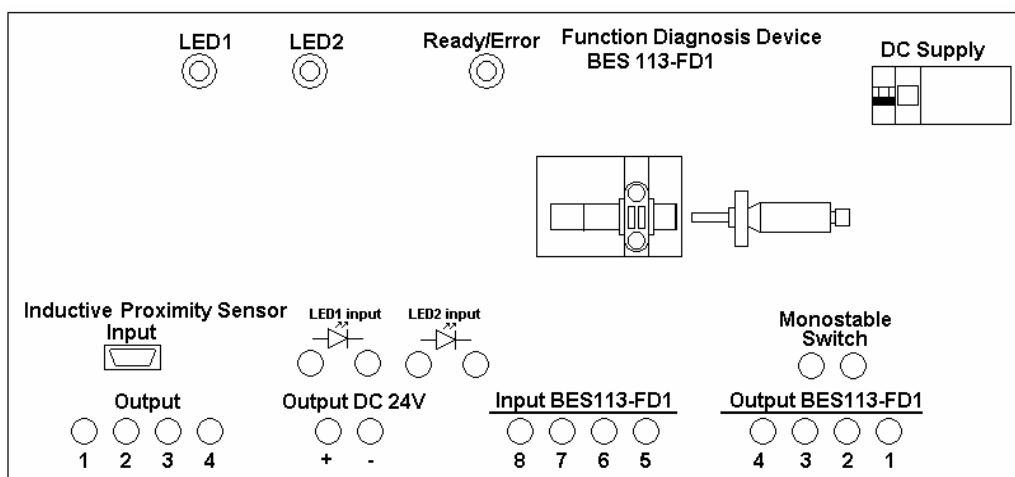 LED1 LED2 Ready/Error Function Diagnosis Device
BES 113-FD1
DC Supply
Inductive Proximity Sensor
Input
LED1 input LED2 input
Monostable
Switch
Output Output DC 24V Input BES113-FD1 Output BES113-FD1
1 2 3 4 + - 8 7 6 5 4 3 2 1